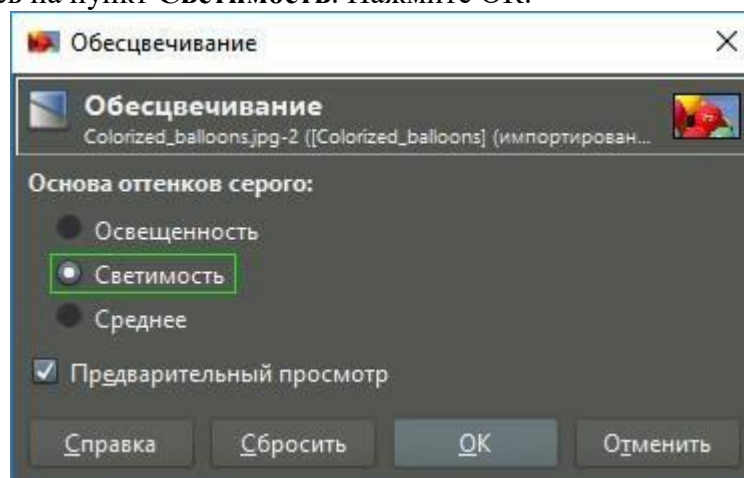 на пункт Светимость. Нажмите ОК.
Обесцвечивание
Обесцвечивание
Colorized_balloons.jpg-2 ([Colorized_balloons] (импортирован...
Основа оттенков серого:
Освещенность
Светимость
Среднее
Предварительный просмотр
Справка Сбросить OK Отменить